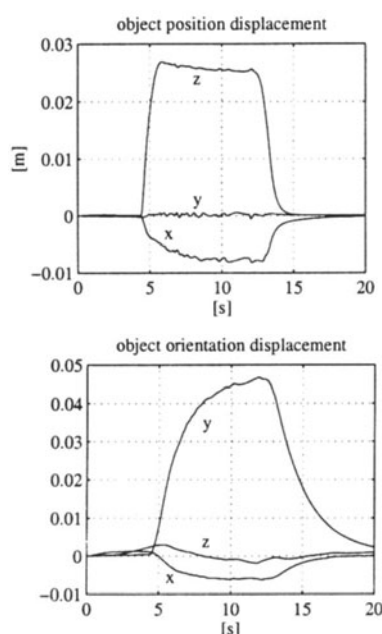 object position displacement
0.03
0.02
[m]
0.01
0
-0.01
z
y
x
0
5
10
15
20
[s]
object orientation displacement
0.05
0.04
0.03
0.02
0.01
0
-0.01
y
z
x
0
5
10
15
20
[s]